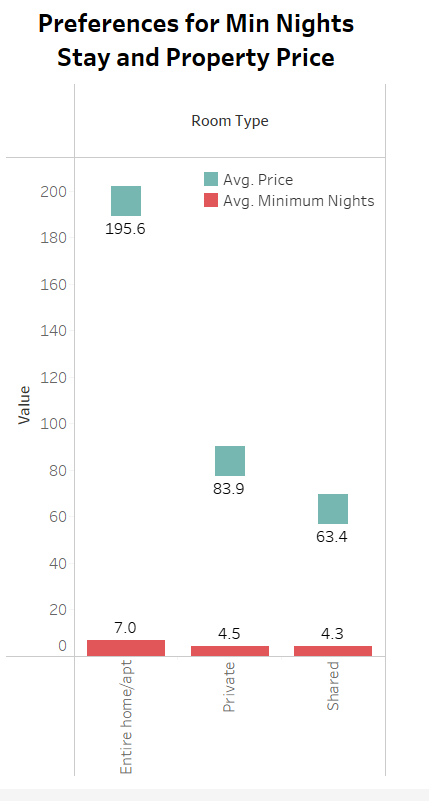 Preferences for Min Nights
Stay and Property Price
Room Type
Avg. Price
Avg. Minimum Nights
200
180
160
140
120
100
80
60
40
20
0
Value
195.6
83.9
63.4
7.0
4.5
4.3
Entire home/apt
Private
Shared